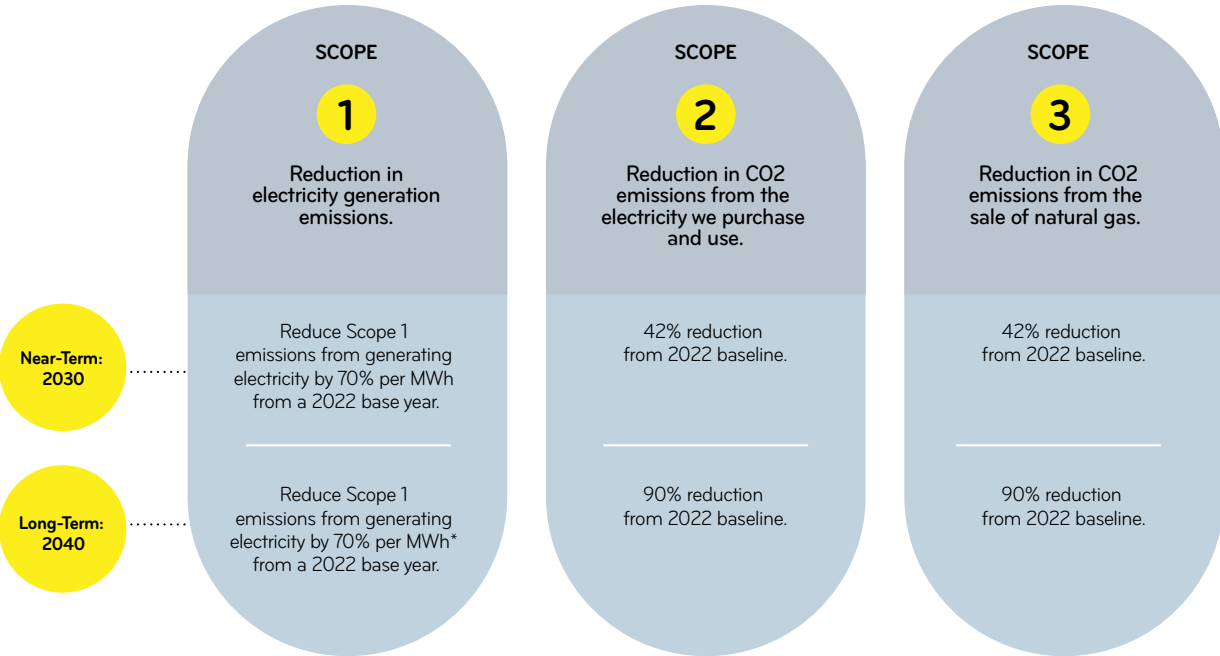 SCOPE
1
Reduction in
electricity generation
emissions.
SCOPE
2
Reduction in CO2
emissions from the
electricity we purchase
and use.
SCOPE
3
Reduction in CO2
emissions from the
sale of natural gas.
Near-Term:
2030
Reduce Scope 1
emissions from generating
electricity by 70% per MWh
from a 2022 base year.
42% reduction
from 2022 baseline.
42% reduction
from 2022 baseline.
Long-Term:
2040
Reduce Scope 1
emissions from generating
electricity by 70% per MWh*
from a 2022 base year.
90% reduction
from 2022 baseline.
90% reduction
from 2022 baseline.